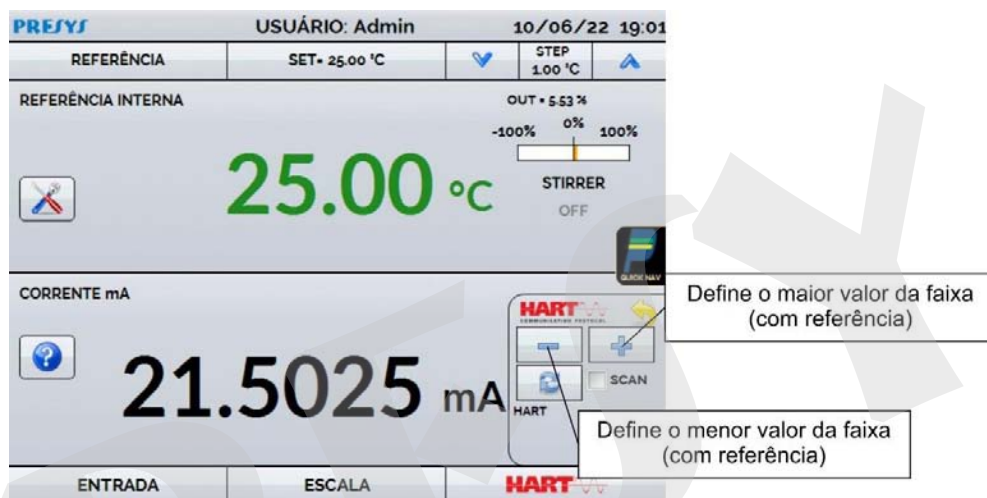 PRESYS USUÁRIO: Admin 10/06/22 19:01
REFERÊNCIA SET= 25.00 °C STEP
1.00 °C
REFERÊNCIA INTERNA
OUT = 5.53 %
-100% 0% 100%
25.00 °C
STIRRER
OFF
QUICK NAV
CORRENTE mA
HART
COMMUNICATION PROTOCOL
SCAN
21.5025 mA
HART
Define o maior valor da faixa
(com referência)
Define o menor valor da faixa
(com referência)
ENTRADA ESCALA HART